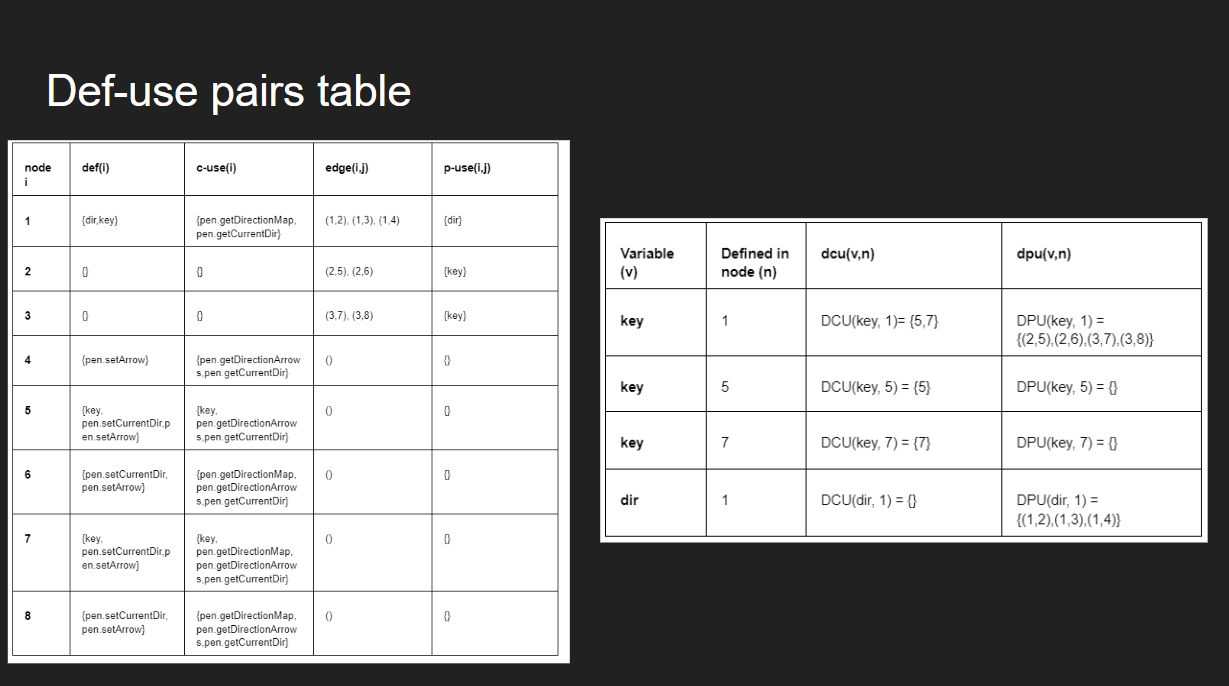 Def-use pairs table
node i | def(i) | c-use(i) | edge(i,j) | p-use(i,j)
1 | {dir,key} | {pen.getDirectionMap, pen.getCurrentDir} | (1,2), (1,3), (1,4) | {dir}
2 | {} | {} | (2,5), (2,6) | {key}
3 | {} | {} | (3,7), (3,8) | {key}
4 | {pen.setArrow} | {pen.getDirectionArrows,pen.getCurrentDir} | () | {}
5 | {key, pen.setCurrentDir,pen.setArrow} | {key, pen.getDirectionArrows,pen.getCurrentDir} | () | {}
6 | {pen.setCurrentDir, pen.setArrow} | {pen.getDirectionMap, pen.getDirectionArrows,pen.getCurrentDir} | () | {}
7 | {key, pen.setCurrentDir,pen.setArrow} | {key, pen.getDirectionMap, pen.getDirectionArrows,pen.getCurrentDir} | () | {}
8 | {pen.setCurrentDir, pen.setArrow} | {pen.getDirectionMap, pen.getDirectionArrows,pen.getCurrentDir} | () | {}
Variable (v) | Defined in node (n) | dcu(v,n) | dpu(v,n)
key | 1 | DCU(key, 1)= {5,7} | DPU(key, 1) = {(2,5),(2,6),(3,7),(3,8)}
key | 5 | DCU(key, 5) = {5} | DPU(key, 5) = {}
key | 7 | DCU(key, 7) = {7} | DPU(key, 7) = {}
dir | 1 | DCU(dir, 1) = {} | DPU(dir, 1) = {(1,2),(1,3),(1,4)}